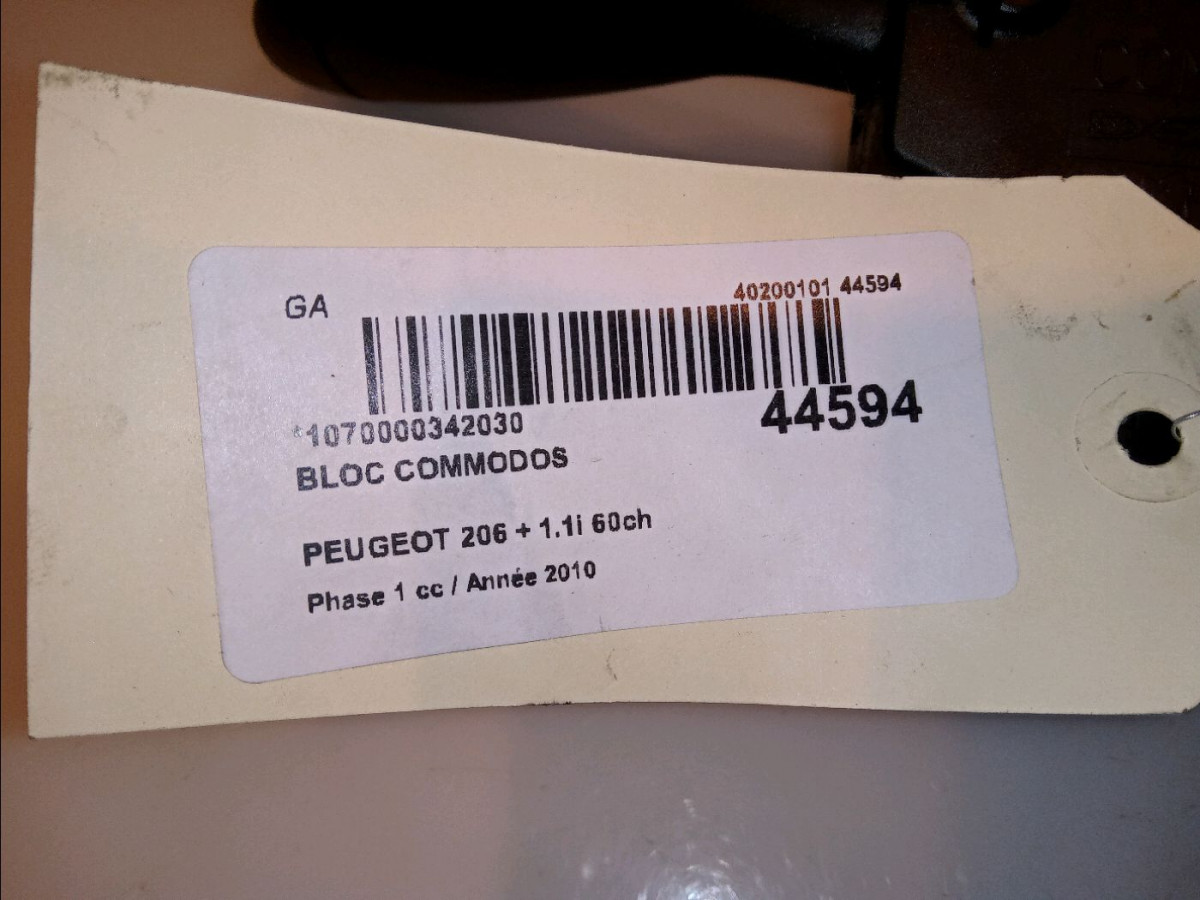 GA
40200101 44594
*1070000342030
44594
BLOC COMMODOS
PEUGEOT 206 + 1.1i 60ch
Phase 1 cc / Année 2010